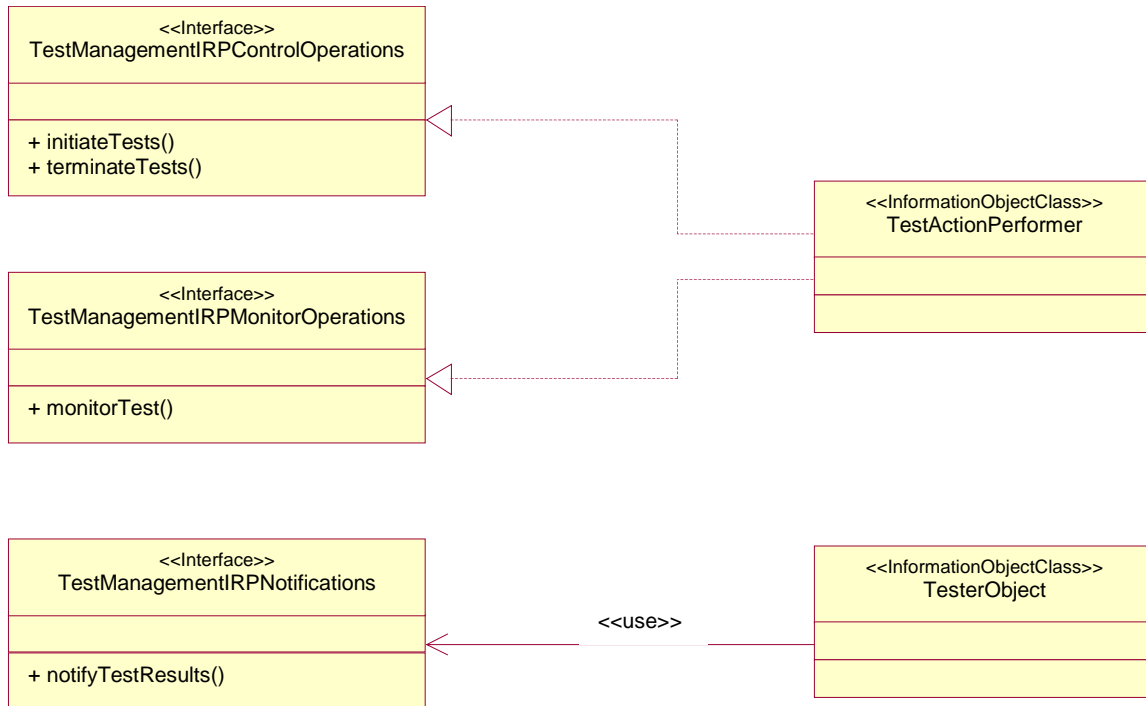 <<Interface>>
TestManagementIRPControlOperations
+ initiateTests()
+ terminateTests()
<<InformationObjectClass>>
TestActionPerformer
<<Interface>>
TestManagementIRPMonitorOperations
+ monitorTest()
<<Interface>>
TestManagementIRPNotifications
+ notifyTestResults()
<<use>>
<<InformationObjectClass>>
TesterObject